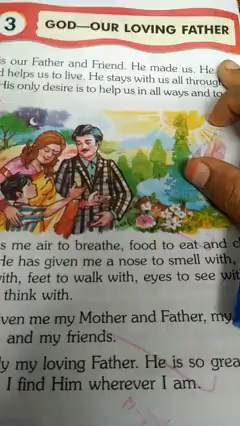 3 GOD—OUR LOVING FATHER
is our Father and Friend. He made us. He
helps us to live. He stays with us all through
His only desire is to help us in all ways and to
me air to breathe, food to eat and
He has given me a nose to smell with,
with, feet to walk with, eyes to see
think with.
me my Mother and Father, my
and my friends.
my loving Father. He is so
I find Him wherever I am.